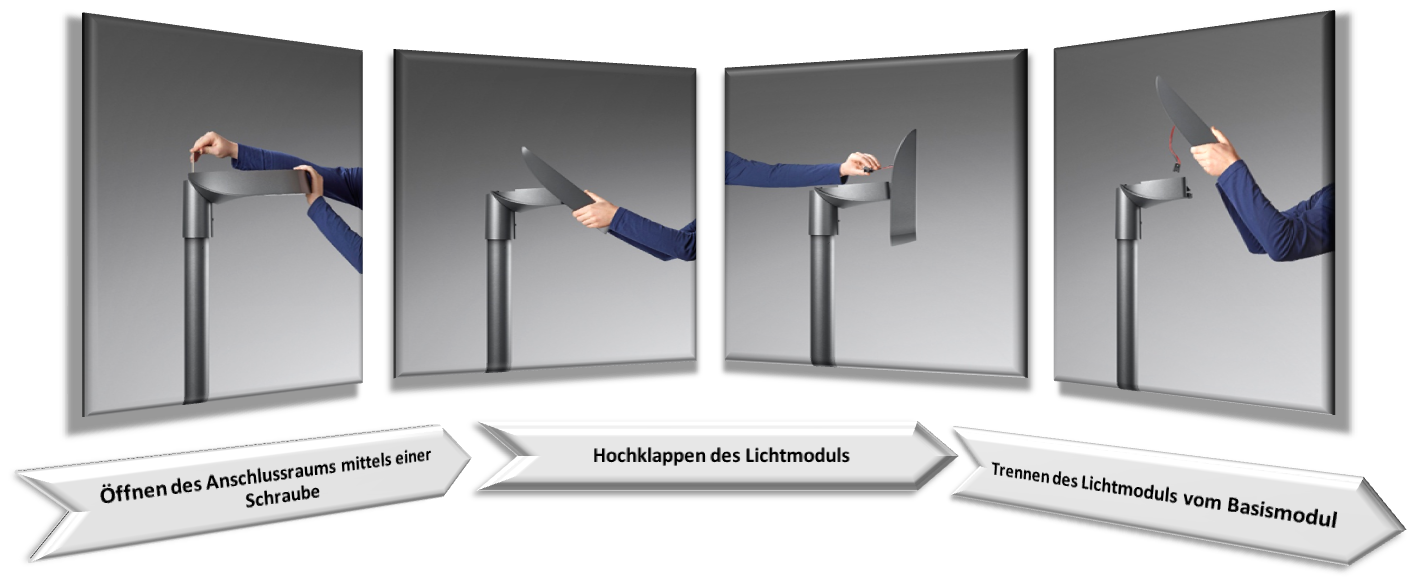 Öffnen des Anschlussraums mittels einer
Schraube
Hochklappen des Lichtmoduls
Trennen des Lichtmoduls vom Basismodul